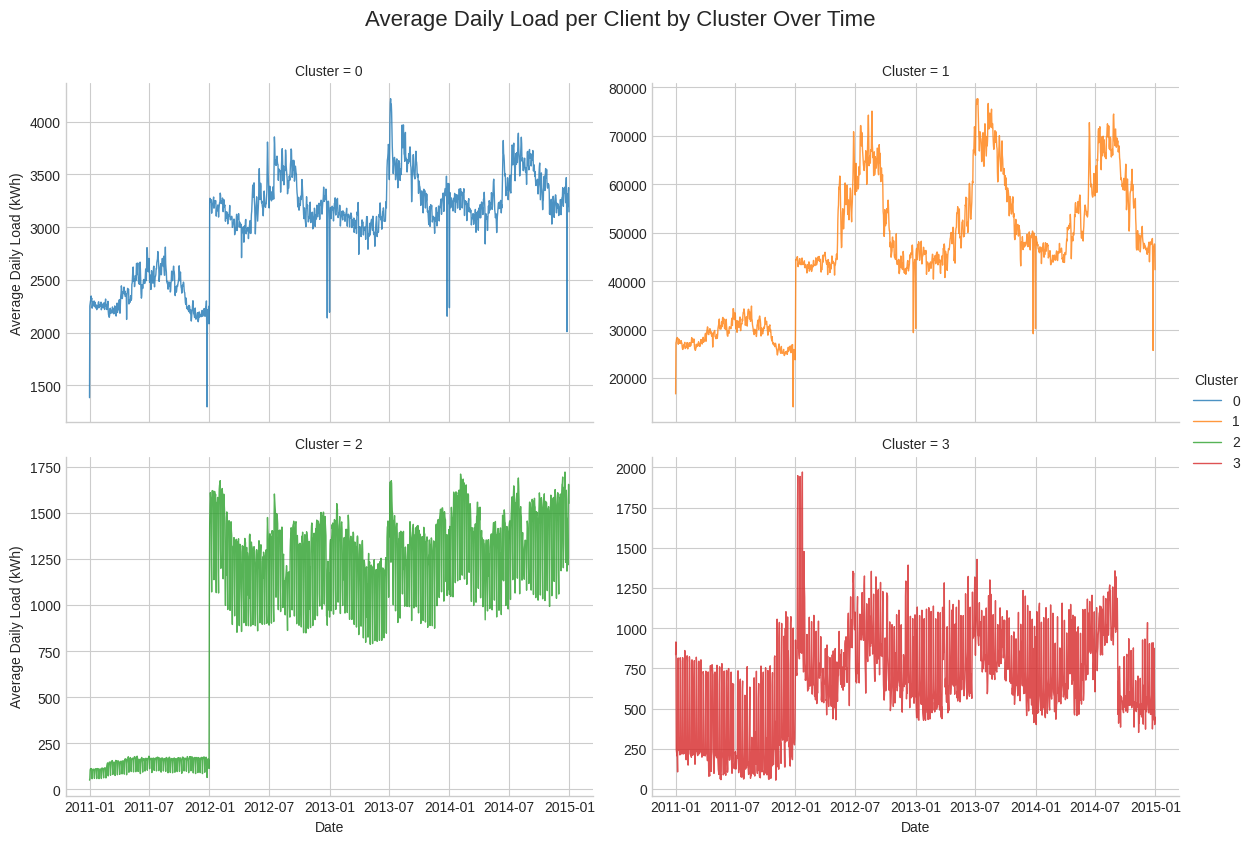 Average Daily Load per Client by Cluster Over Time
Cluster = 0
Average Daily Load (kWh)
4000
3500
3000
2500
2000
1500
Cluster = 1
80000
70000
60000
50000
40000
30000
20000
Cluster
0
1
2
3
Cluster = 2
Average Daily Load (kWh)
1750
1500
1250
1000
750
500
250
0
2011-01 2011-07 2012-01 2012-07 2013-01 2013-07 2014-01 2014-07 2015-01
Date
Cluster = 3
2000
1750
1500
1250
1000
750
500
250
0
2011-01 2011-07 2012-01 2012-07 2013-01 2013-07 2014-01 2014-07 2015-01
Date